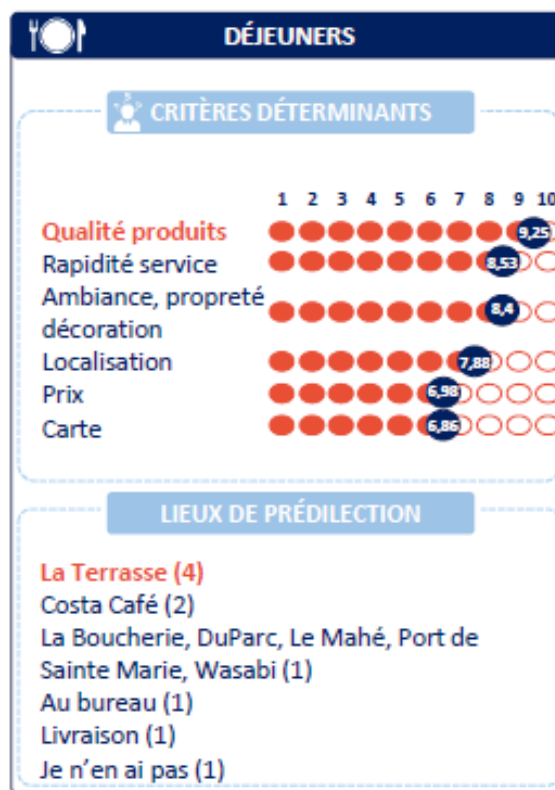 DÉJEUNERS
CRITÈRES DÉTERMINANTS
1 2 3 4 5 6 7 8 9 10
Qualité produits 9,25
Rapidité service 8,53
Ambiance, propreté
décoration 8,4
Localisation 7,88
Prix 6,98
Carte 6,86
LIEUX DE PRÉDILECTION
La Terrasse (4)
Costa Café (2)
La Boucherie, DuParc, Le Mahé, Port de
Sainte Marie, Wasabi (1)
Au bureau (1)
Livraison (1)
Je n'en ai pas (1)